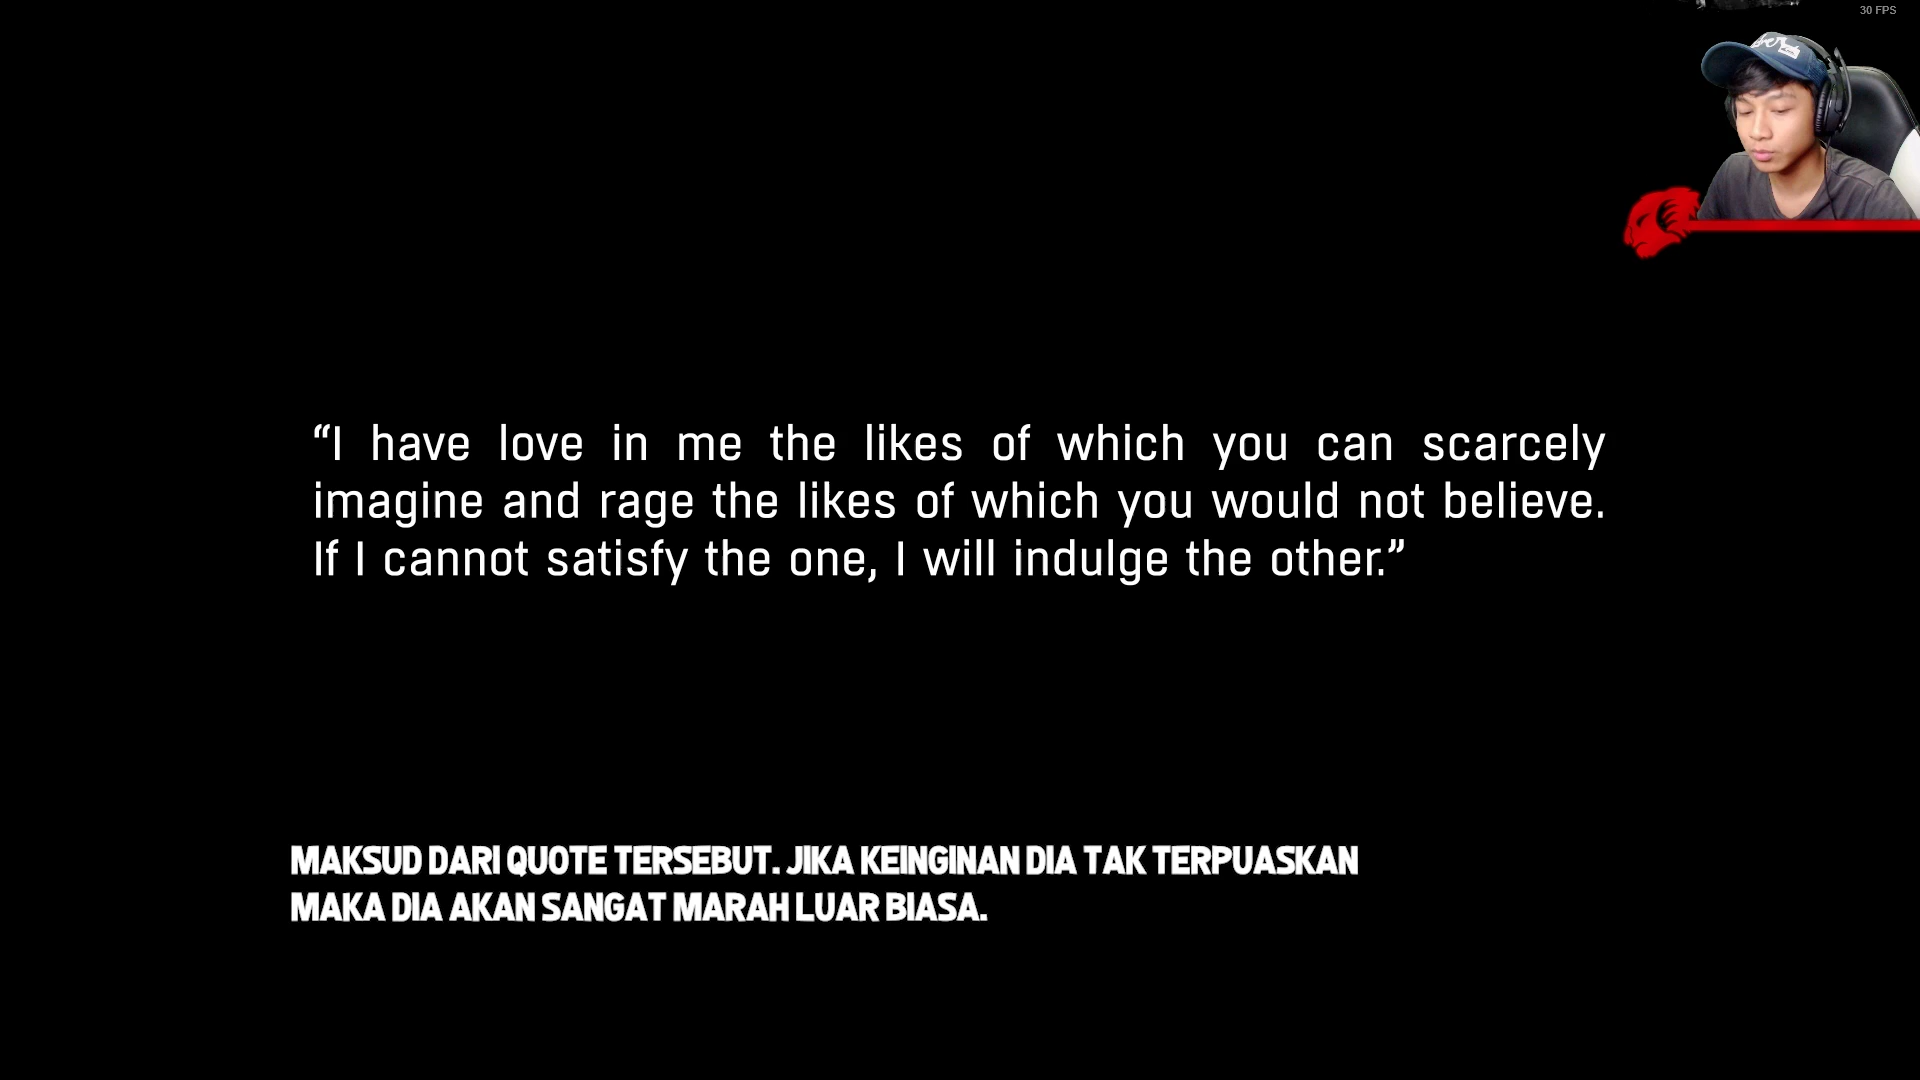 30 FPS
“I have love in me the likes of which you can scarcely
imagine and rage the likes of which you would not believe.
If I cannot satisfy the one, I will indulge the other.”
MAKSUD DARI QUOTE TERSEBUT. JIKA KEINGINAN DIA TAK TERPUASKAN
MAKA DIA AKAN SANGAT MARAH LUAR BIASA.